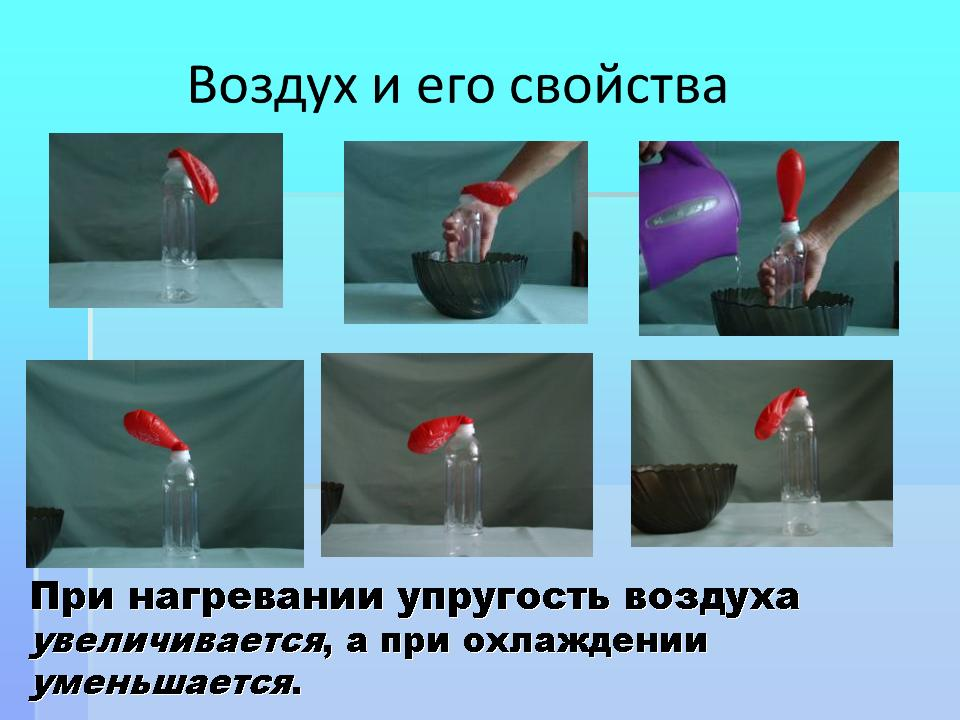 Воздух и его свойства
При нагревании упругость воздуха
увеличивается, а при охлаждении
уменьшается.